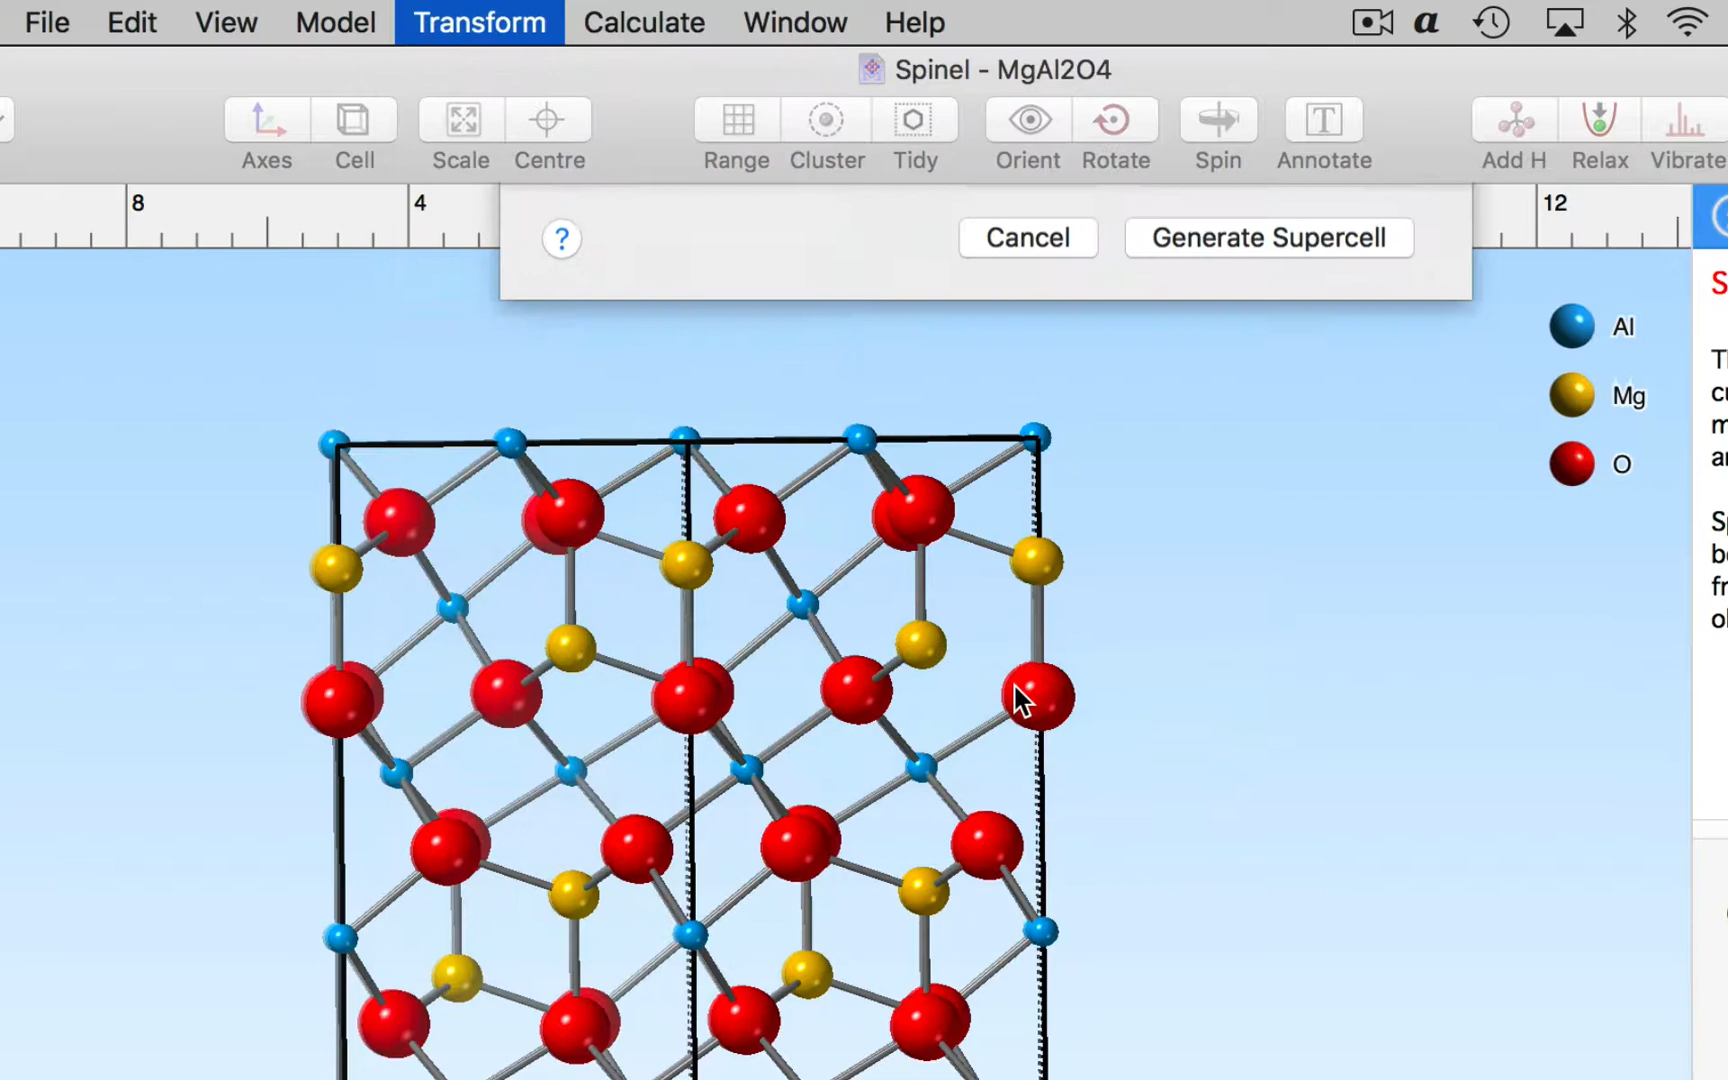 File Edit View Model Transform Calculate Window Help
Spinel - MgAl2O4
Axes Cell Scale Centre Range Cluster Tidy Orient Rotate Spin Annotate Add H Relax Vibrate
8 4 12
? Cancel Generate Supercell
Al
Mg
O